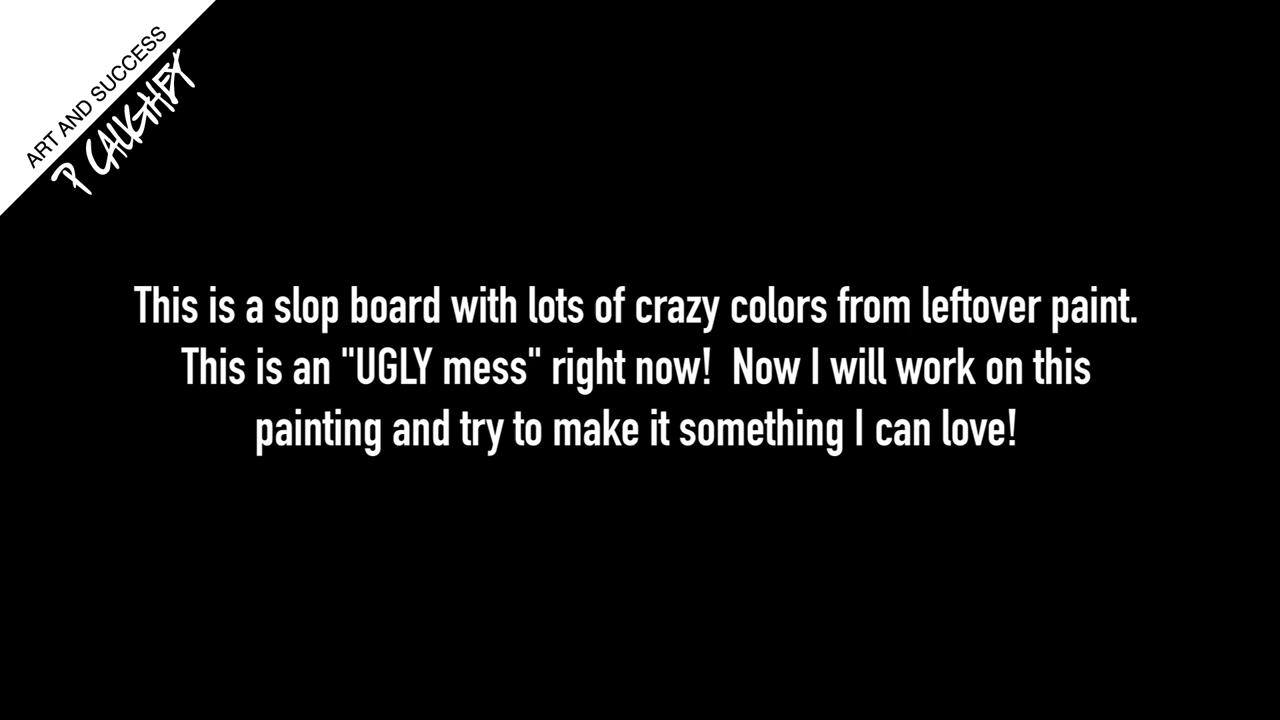 ART AND SUCCESS
P CAUGHEY
This is a slop board with lots of crazy colors from leftover paint.
This is an "UGLY mess" right now!  Now I will work on this
painting and try to make it something I can love!